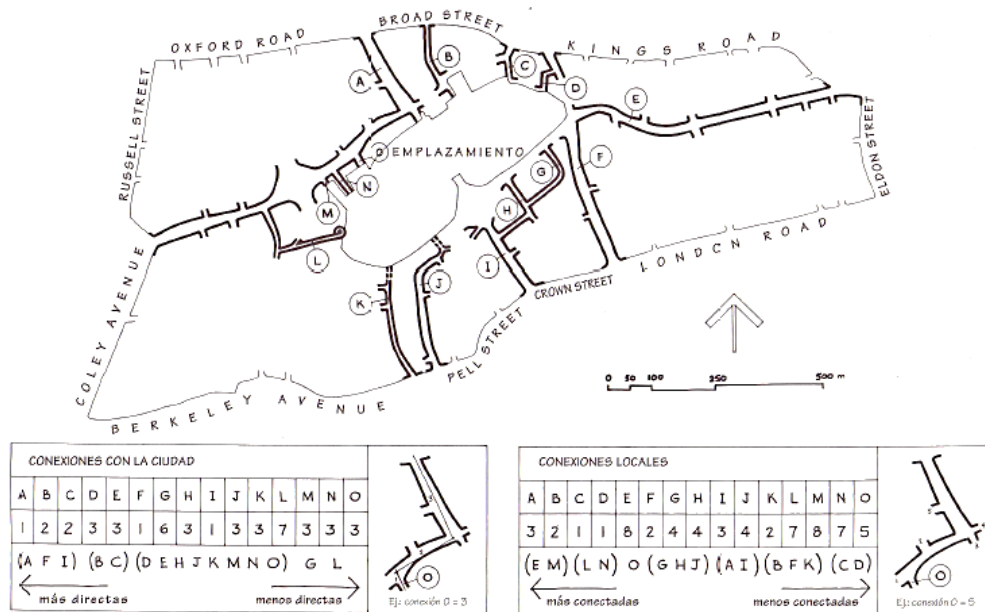 BROAD STREET
OXFORD ROAD
KINGS ROAD
RUSSELL STREET
A
B
C
D
E
O
EMPLAZAMIENTO
G
F
N
M
H
ELDON STREET
L
I
LONDON ROAD
COLEY AVENUE
K
J
CROWN STREET
PELL STREET
BERKELEY AVENUE
0 50 100 250 500 m
CONEXIONES CON LA CIUDAD
A B C D E F G H I J K L M N O
1 2 2 3 3 1 6 3 1 3 3 7 3 3 3
(A F I) (B C) (D E H J K M N O) G L
más directas menos directas
3
O
Ej.: conexión O = 3
CONEXIONES LOCALES
A B C D E F G H I J K L M N O
3 2 1 1 8 2 4 4 3 4 2 7 8 7 5
(E M) (L N) O (G H J) (A I) (B F K) (C D)
más conectadas menos conectadas
O
Ej.: conexión O = 5